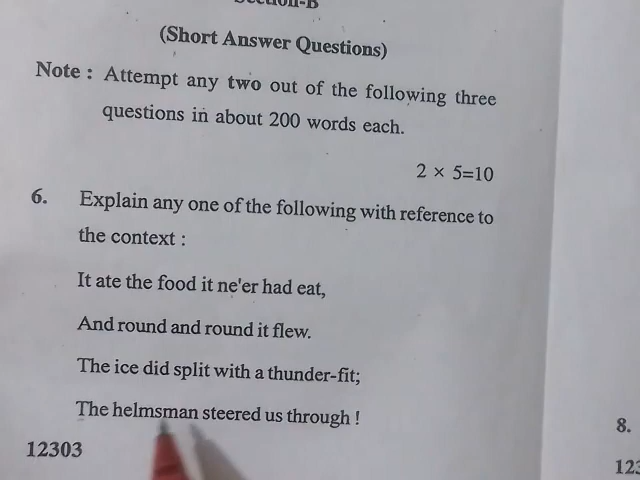 Section-B
(Short Answer Questions)
Note : Attempt any two out of the following three
questions in about 200 words each.
2 × 5=10
6. Explain any one of the following with reference to
the context :
It ate the food it ne'er had eat,
And round and round it flew.
The ice did split with a thunder-fit;
The helmsman steered us through !
12303
8.
123